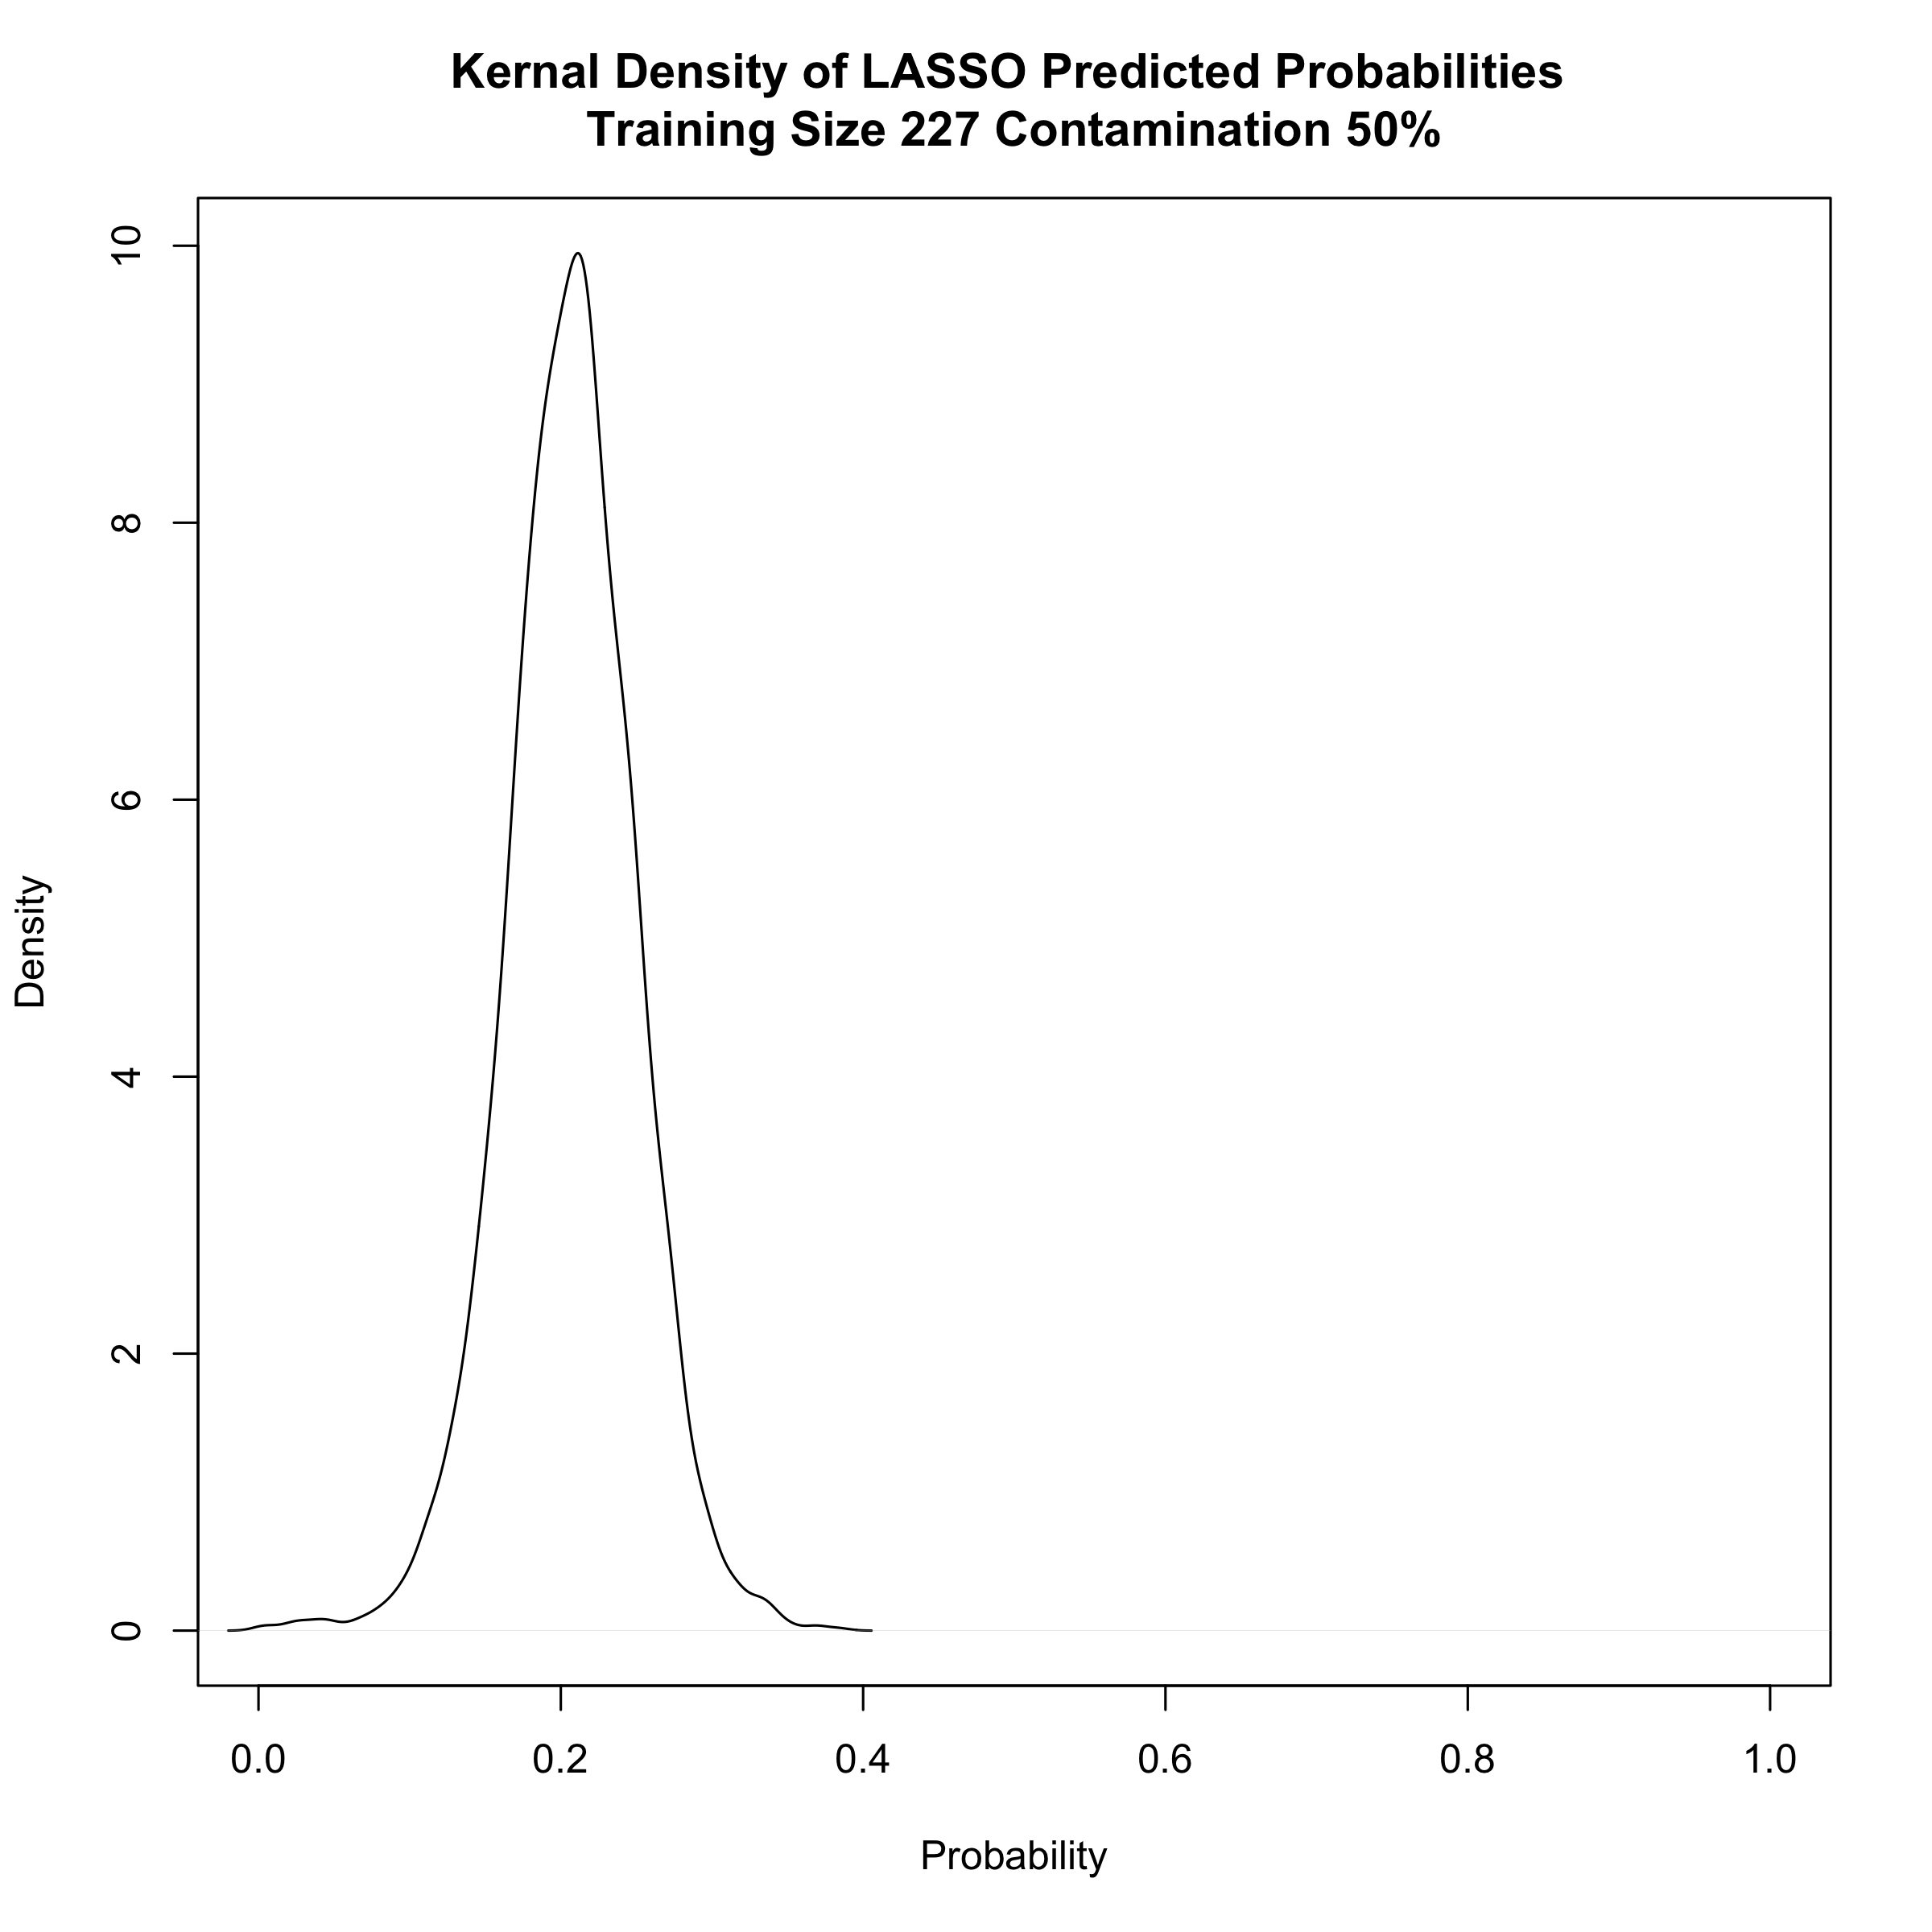 Kernal Density of LASSO Predicted Probabilities
Training Size 227 Contamination 50%
10
8
6
4
2
0
Density
0.0 0.2 0.4 0.6 0.8 1.0
Probability